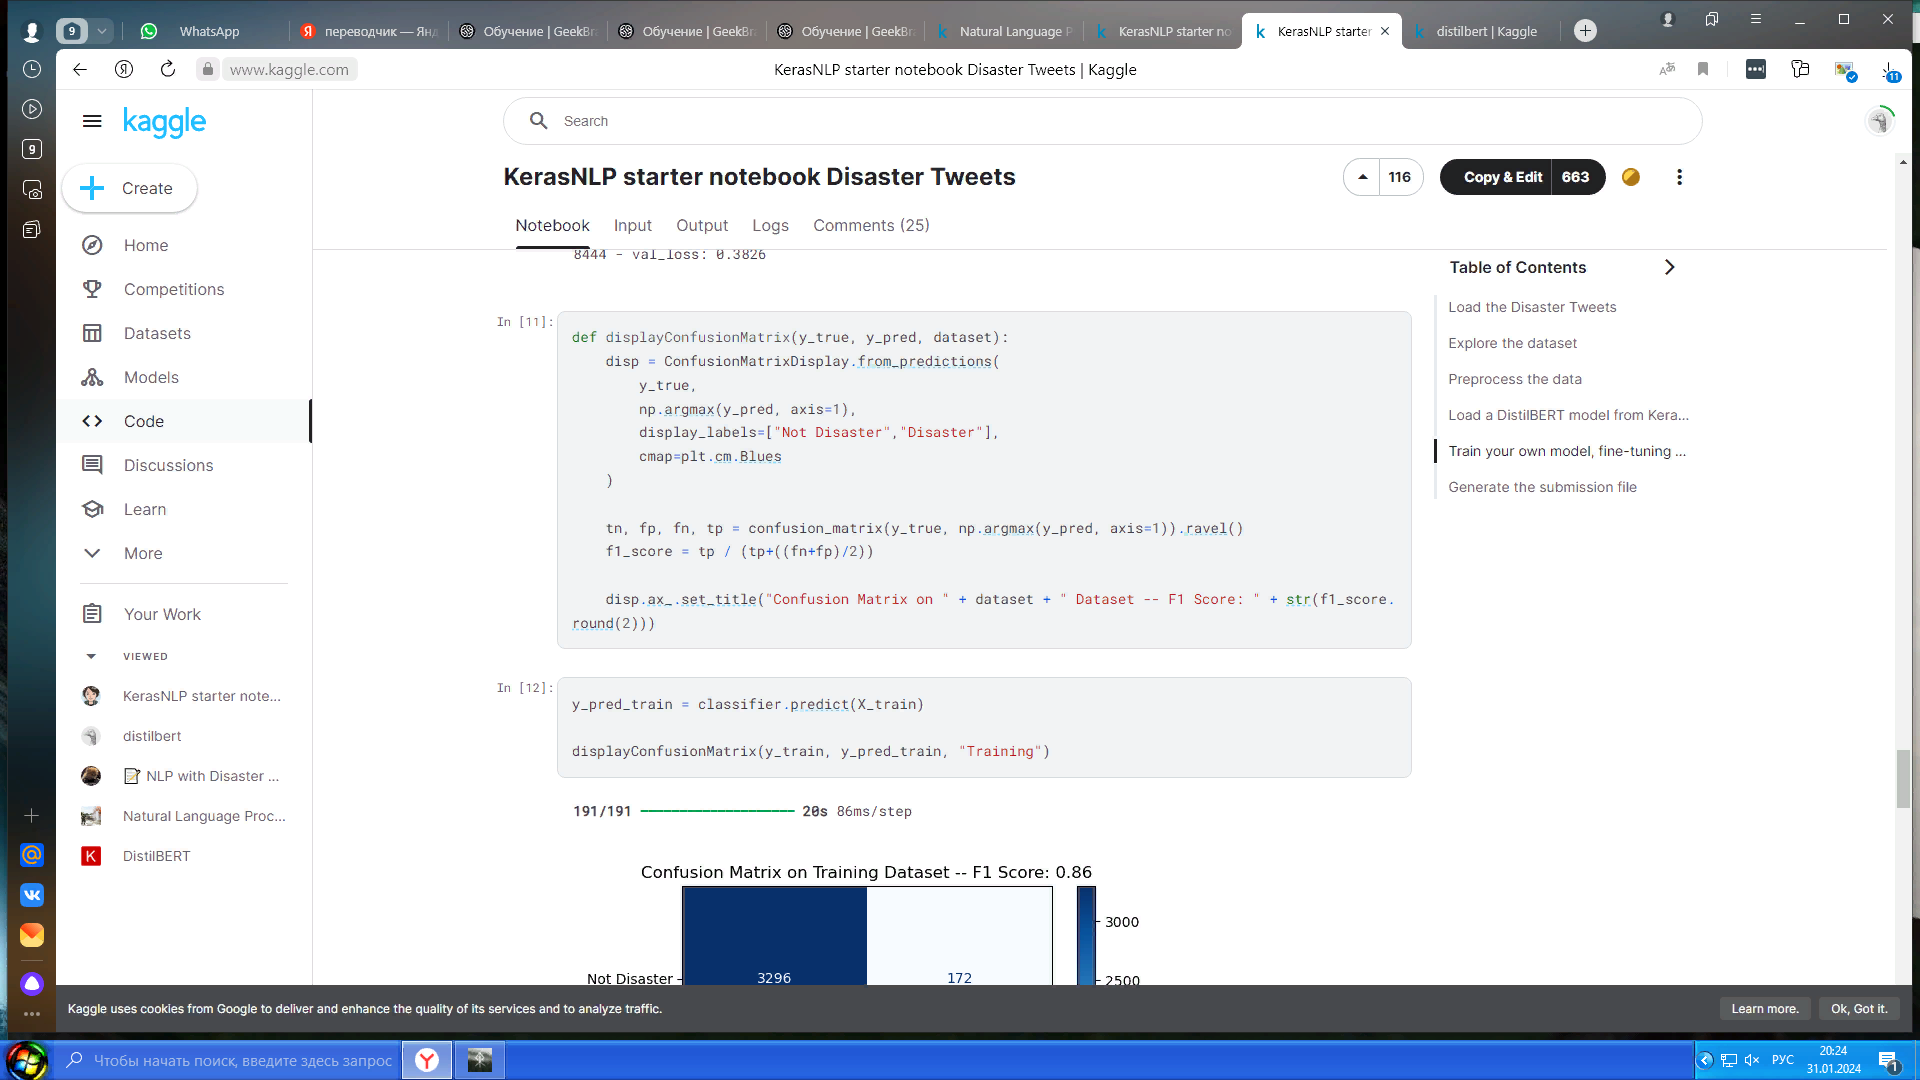 9
WhatsApp
переводчик — Янд
Обучение | GeekBr
Обучение | GeekBra
Обучение | GeekBr
Natural Language P
KerasNLP starter no
KerasNLP starter
distilbert | Kaggle
www.kaggle.com
KerasNLP starter notebook Disaster Tweets | Kaggle
11
9
kaggle
Search
Create
KerasNLP starter notebook Disaster Tweets
116
Copy & Edit
663
Notebook
Input
Output
Logs
Comments (25)
Home
Competitions
Datasets
Models
Code
Discussions
Learn
More
Your Work
VIEWED
KerasNLP starter note...
distilbert
NLP with Disaster ...
Natural Language Proc...
DistilBERT
8444 - val_loss: 0.3826
In [11]:
def displayConfusionMatrix(y_true, y_pred, dataset):
disp = ConfusionMatrixDisplay.from_predictions(
y_true,
np.argmax(y_pred, axis=1),
display_labels=["Not Disaster","Disaster"],
cmap=plt.cm.Blues
)
tn, fp, fn, tp = confusion_matrix(y_true, np.argmax(y_pred, axis=1)).ravel()
f1_score = tp / (tp+((fn+fp)/2))
disp.ax_.set_title("Confusion Matrix on " + dataset + " Dataset -- F1 Score: " + str(f1_score.
round(2)))
In [12]:
y_pred_train = classifier.predict(X_train)
displayConfusionMatrix(y_train, y_pred_train, "Training")
191/191 20s 86ms/step
Confusion Matrix on Training Dataset -- F1 Score: 0.86
3000
Not Disaster
3296
172
2500
Table of Contents
Load the Disaster Tweets
Explore the dataset
Preprocess the data
Load a DistilBERT model from Kera...
Train your own model, fine-tuning ...
Generate the submission file
Kaggle uses cookies from Google to deliver and enhance the quality of its services and to analyze traffic.
Learn more.
Ok, Got it.
Чтобы начать поиск, введите здесь запрос
РУС
20:24
31.01.2024
1